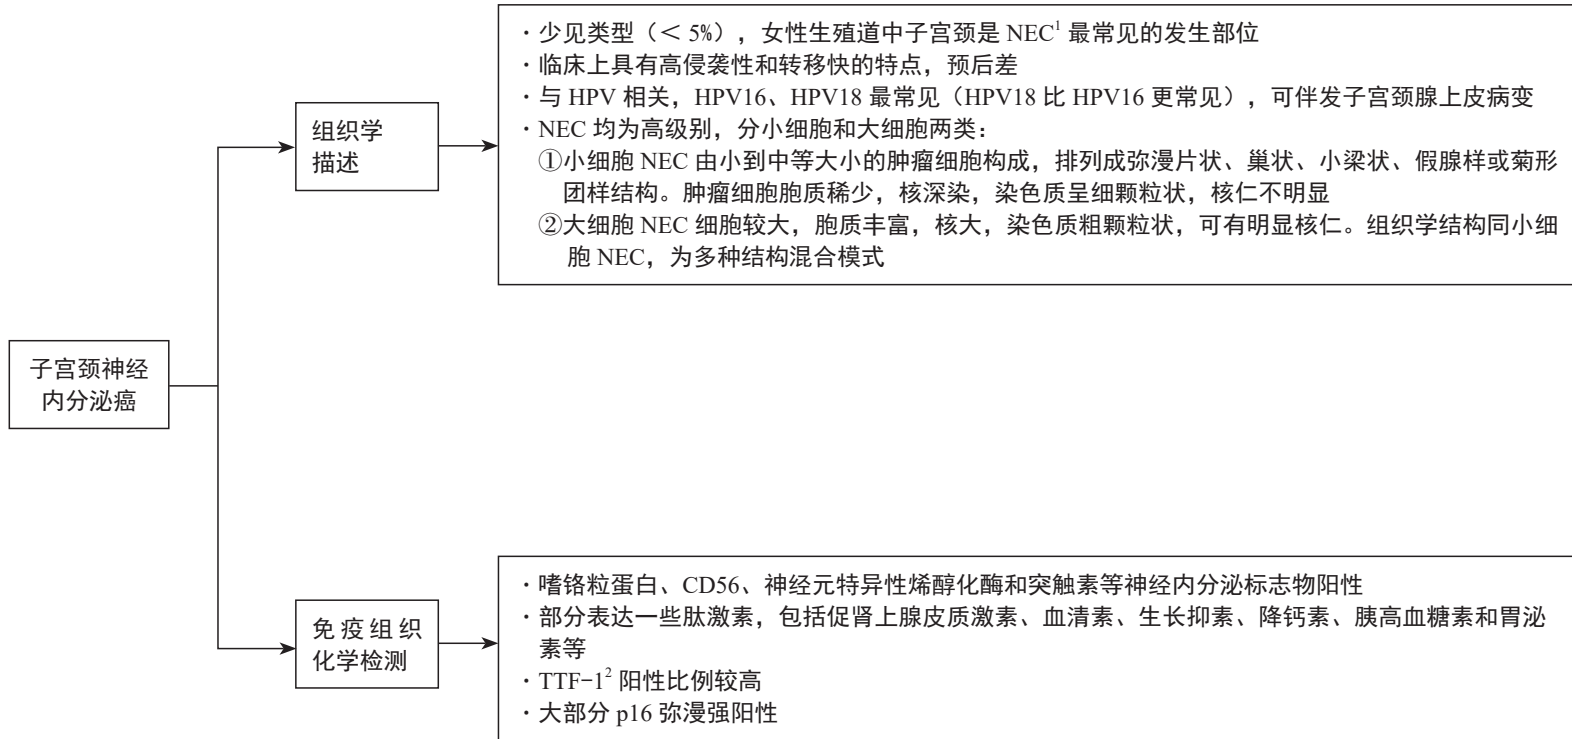 子宫颈神经
内分泌癌
组织学
描述
· 少见类型（＜ 5%），女性生殖道中子宫颈是 NEC¹ 最常见的发生部位
· 临床上具有高侵袭性和转移快的特点，预后差
· 与 HPV 相关，HPV16、HPV18 最常见（HPV18 比 HPV16 更常见），可伴发子宫颈腺上皮病变
· NEC 均为高级别，分小细胞和大细胞两类：
①小细胞 NEC 由小到中等大小的肿瘤细胞构成，排列成弥漫片状、巢状、小梁状、假腺样或菊形
团样结构。肿瘤细胞胞质稀少，核深染，染色质呈细颗粒状，核仁不明显
②大细胞 NEC 细胞较大，胞质丰富，核大，染色质粗颗粒状，可有明显核仁。组织学结构同小细
胞 NEC，为多种结构混合模式
免疫组织
化学检测
· 嗜铬粒蛋白、CD56、神经元特异性烯醇化酶和突触素等神经内分泌标志物阳性
· 部分表达一些肽激素，包括促肾上腺皮质激素、血清素、生长抑素、降钙素、胰高血糖素和胃泌
素等
· TTF-1² 阳性比例较高
· 大部分 p16 弥漫强阳性